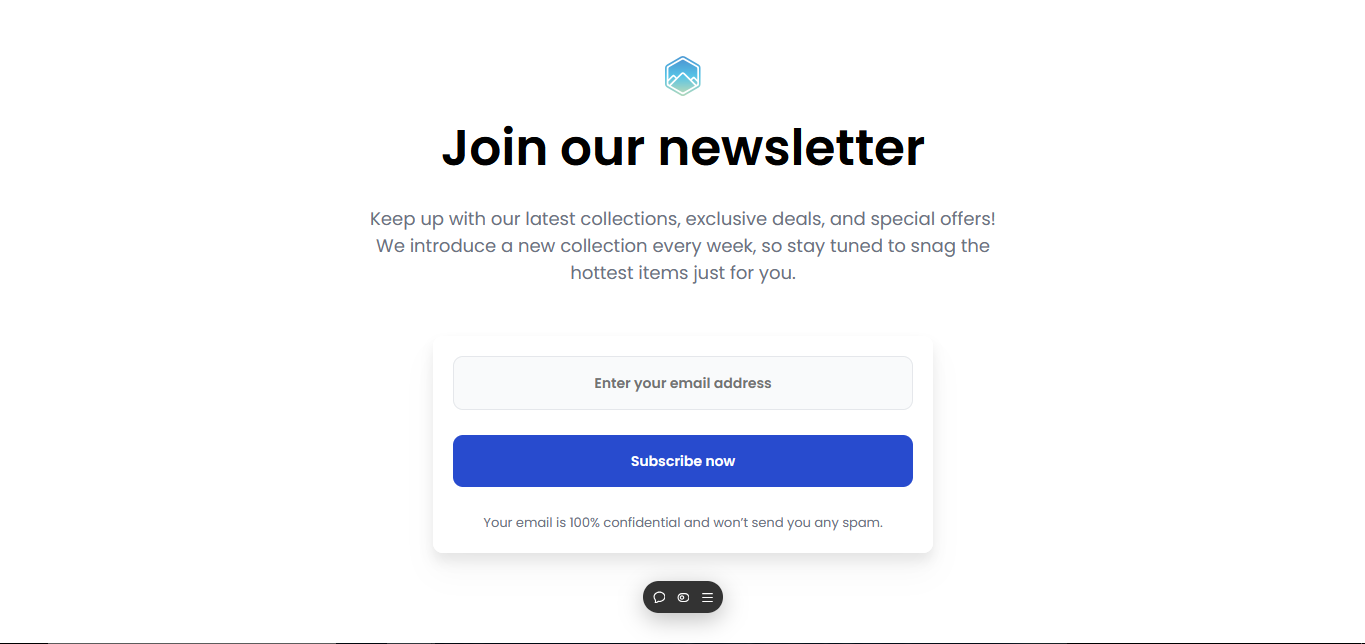 Join our newsletter
Keep up with our latest collections, exclusive deals, and special offers!
We introduce a new collection every week, so stay tuned to snag the
hottest items just for you.
Enter your email address
Subscribe now
Your email is 100% confidential and won’t send you any spam.